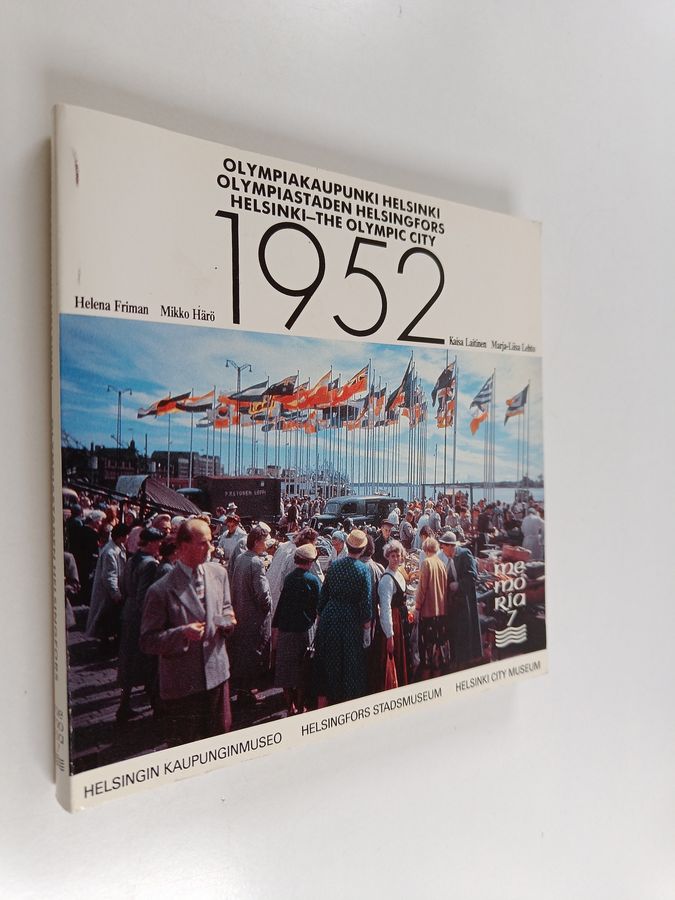 OLYMPIAKAUPUNKI HELSINKI
OLYMPIASTADEN HELSINGFORS
HELSINKI–THE OLYMPIC CITY
1952
Helena Friman Mikko Härö
Kaisa Laitinen Marja-Liisa Lehto
memoria
7
HELSINGIN KAUPUNGINMUSEO HELSINGFORS STADSMUSEUM HELSINKI CITY MUSEUM